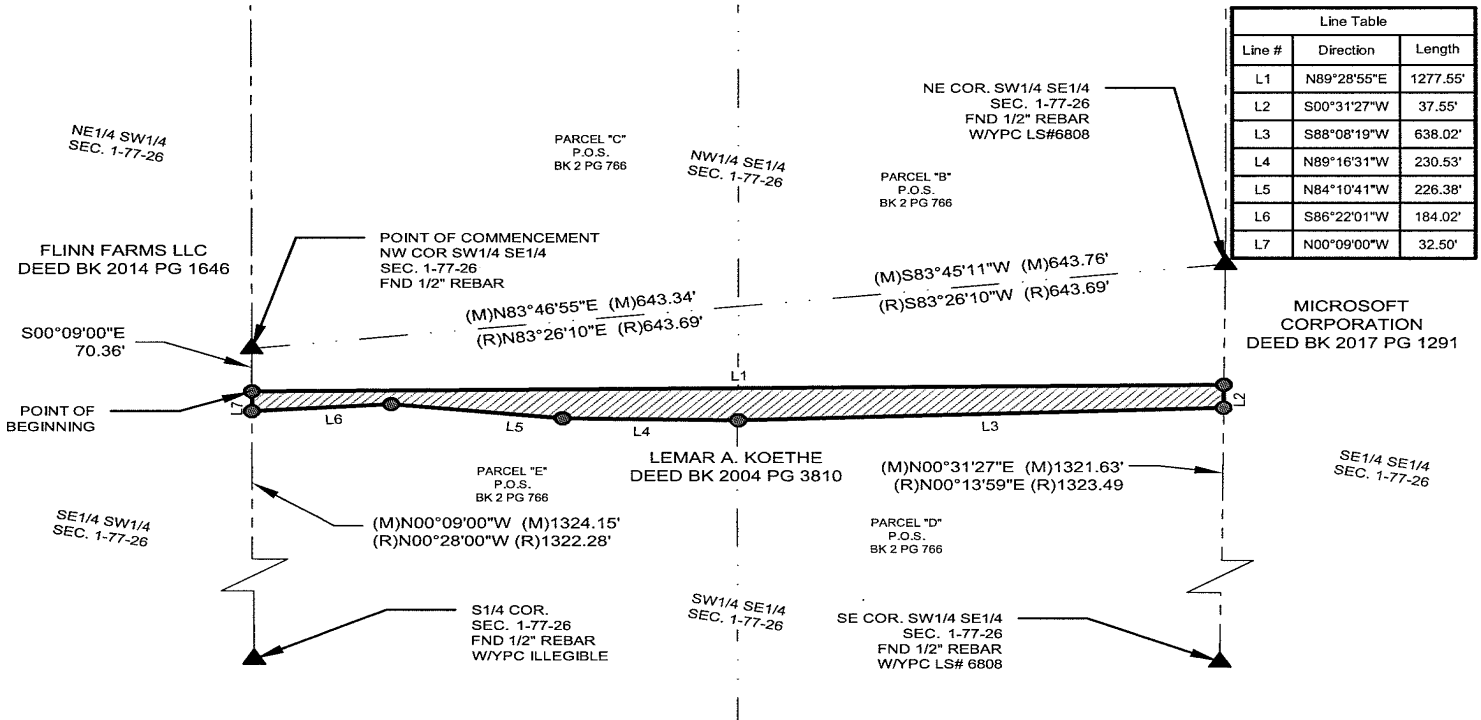 Line Table
Line # Direction Length
L1 N89°28'55"E 1277.55'
L2 S00°31'27"W 37.55'
L3 S88°08'19"W 638.02'
L4 N89°16'31"W 230.53'
L5 N84°10'41"W 226.38'
L6 S86°22'01"W 184.02'
L7 N00°09'00"W 32.50'
NE1/4 SW1/4
SEC. 1-77-26
PARCEL "C"
P.O.S.
BK 2 PG 766
NW1/4 SE1/4
SEC. 1-77-26
NE COR. SW1/4 SE1/4
SEC. 1-77-26
FND 1/2" REBAR
W/YPC LS#6808
PARCEL "B"
P.O.S.
BK 2 PG 766
FLINN FARMS LLC
DEED BK 2014 PG 1646
POINT OF COMMENCEMENT
NW COR SW1/4 SE1/4
SEC. 1-77-26
FND 1/2" REBAR
(M)N83°46'55"E (M)643.34'
(R)N83°26'10"E (R)643.69'
(M)S83°45'11"W (M)643.76'
(R)S83°26'10"W (R)643.69'
MICROSOFT
CORPORATION
DEED BK 2017 PG 1291
S00°09'00"E
70.36'
POINT OF
BEGINNING
L1
L2
L3
L4
L5
L6
L7
LEMAR A. KOETHE
DEED BK 2004 PG 3810
PARCEL "E"
P.O.S.
BK 2 PG 766
(M)N00°09'00"W (M)1324.15'
(R)N00°28'00"W (R)1322.28'
(M)N00°31'27"E (M)1321.63'
(R)N00°13'59"E (R)1323.49
PARCEL "D"
P.O.S.
BK 2 PG 766
SE1/4 SE1/4
SEC. 1-77-26
SE1/4 SW1/4
SEC. 1-77-26
S1/4 COR.
SEC. 1-77-26
FND 1/2" REBAR
W/YPC ILLEGIBLE
SW1/4 SE1/4
SEC. 1-77-26
SE COR. SW1/4 SE1/4
SEC. 1-77-26
FND 1/2" REBAR
W/YPC LS# 6808